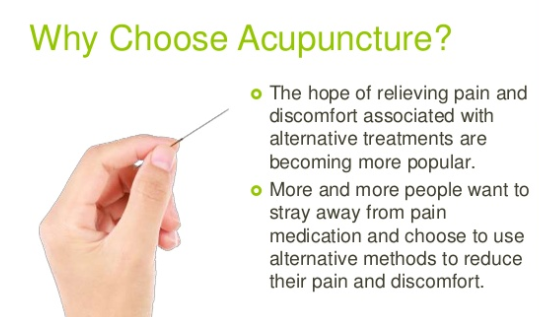 Why Choose Acupuncture?
The hope of relieving pain and
discomfort associated with
alternative treatments are
becoming more popular.
More and more people want to
stray away from pain
medication and choose to use
alternative methods to reduce
their pain and discomfort.